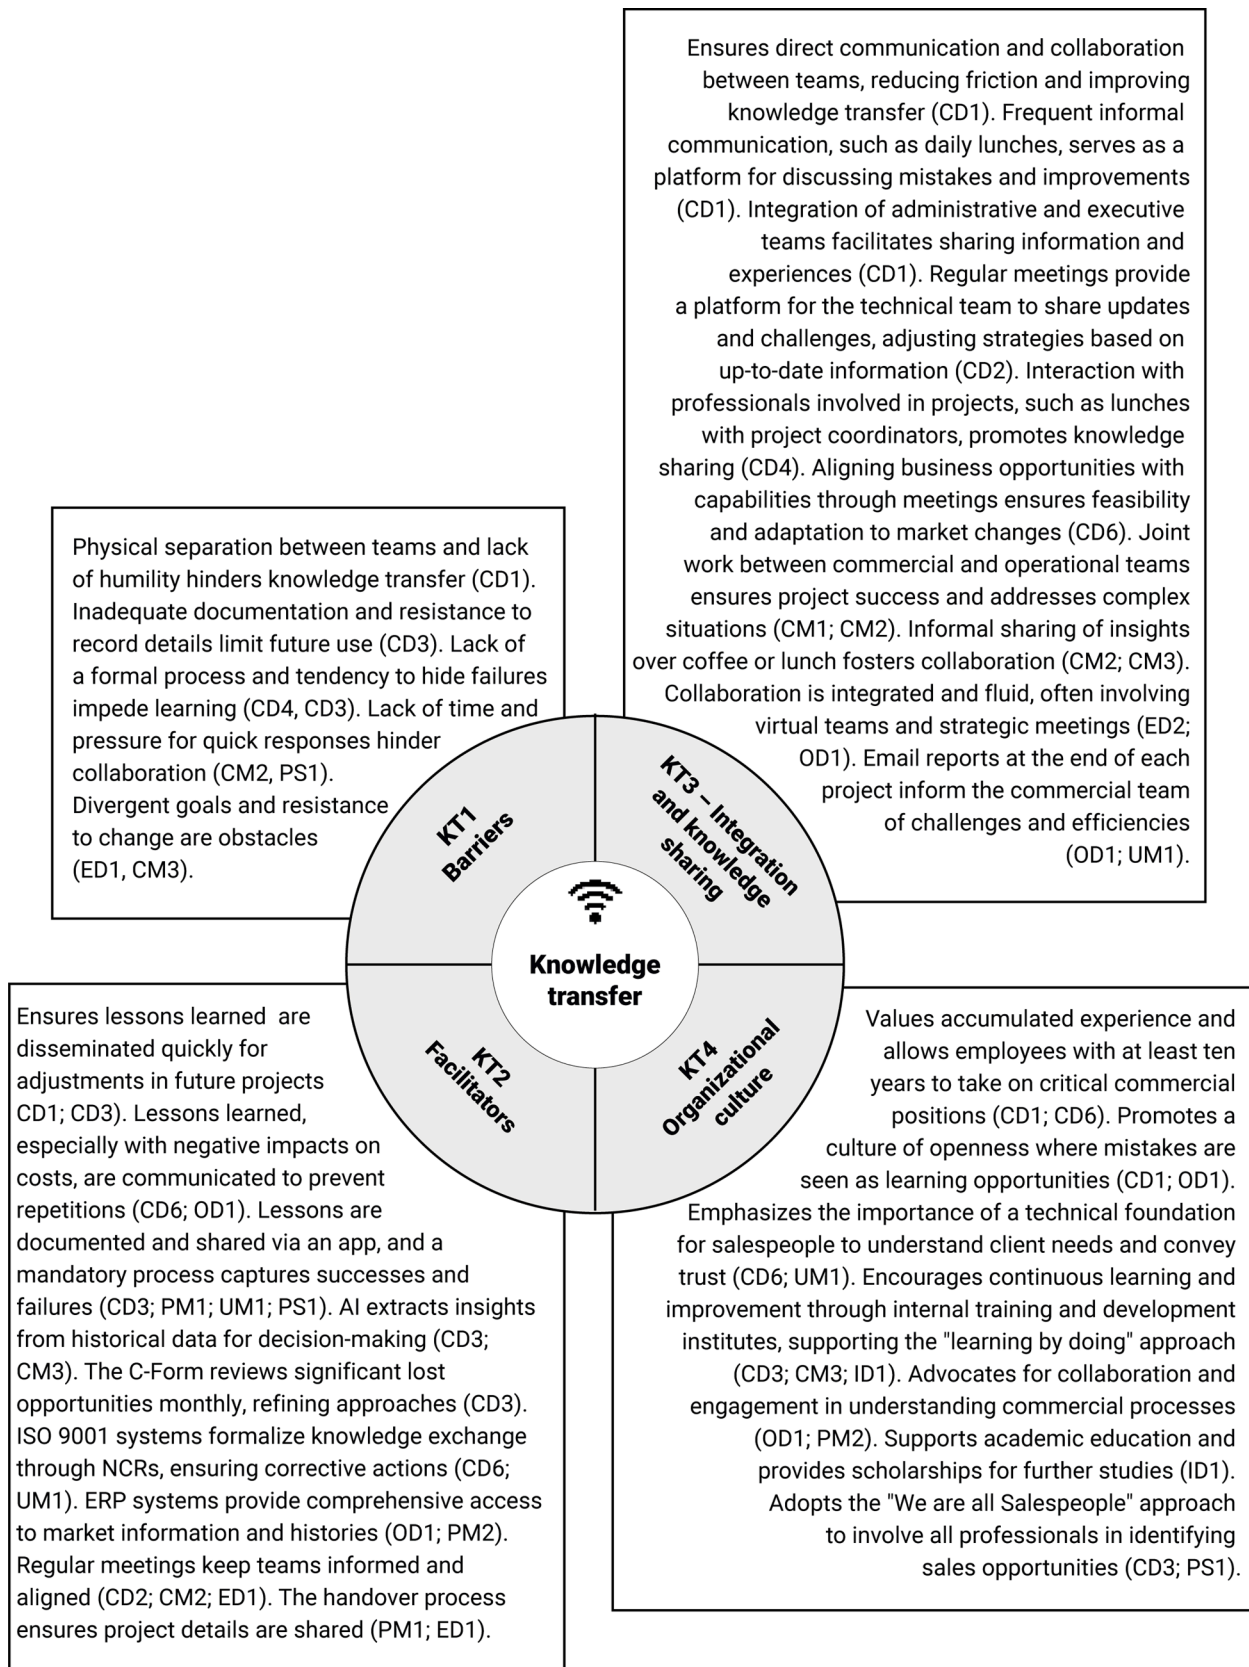 Ensures direct communication and collaboration
between teams, reducing friction and improving
knowledge transfer (CD1). Frequent informal
communication, such as daily lunches, serves as a
platform for discussing mistakes and improvements
(CD1). Integration of administrative and executive
teams facilitates sharing information and
experiences (CD1). Regular meetings provide
a platform for the technical team to share updates
and challenges, adjusting strategies based on
up-to-date information (CD2). Interaction with
professionals involved in projects, such as lunches
with project coordinators, promotes knowledge
sharing (CD4). Aligning business opportunities with
capabilities through meetings ensures feasibility
and adaptation to market changes (CD6). Joint
work between commercial and operational teams
ensures project success and addresses complex
situations (CM1; CM2). Informal sharing of insights
over coffee or lunch fosters collaboration (CM2; CM3).
Collaboration is integrated and fluid, often involving
virtual teams and strategic meetings (ED2;
OD1). Email reports at the end of each
project inform the commercial team
of challenges and efficiencies
(OD1; UM1).
Physical separation between teams and lack
of humility hinders knowledge transfer (CD1).
Inadequate documentation and resistance to
record details limit future use (CD3). Lack of
a formal process and tendency to hide failures
impede learning (CD4, CD3). Lack of time and
pressure for quick responses hinder
collaboration (CM2, PS1).
Divergent goals and resistance
to change are obstacles
(ED1, CM3).
KT1
Barriers
KT3 – Integration
and knowledge
sharing
Knowledge
transfer
KT2
Facilitators
KT4
Organizational
culture
Ensures lessons learned are
disseminated quickly for
adjustments in future projects
CD1; CD3). Lessons learned,
especially with negative impacts on
costs, are communicated to prevent
repetitions (CD6; OD1). Lessons are
documented and shared via an app, and a
mandatory process captures successes and
failures (CD3; PM1; UM1; PS1). AI extracts insights
from historical data for decision-making (CD3;
CM3). The C-Form reviews significant lost
opportunities monthly, refining approaches (CD3).
ISO 9001 systems formalize knowledge exchange
through NCRs, ensuring corrective actions (CD6;
UM1). ERP systems provide comprehensive access
to market information and histories (OD1; PM2).
Regular meetings keep teams informed and
aligned (CD2; CM2; ED1). The handover process
ensures project details are shared (PM1; ED1).
Values accumulated experience and
allows employees with at least ten
years to take on critical commercial
positions (CD1; CD6). Promotes a
culture of openness where mistakes are
seen as learning opportunities (CD1; OD1).
Emphasizes the importance of a technical foundation
for salespeople to understand client needs and convey
trust (CD6; UM1). Encourages continuous learning and
improvement through internal training and development
institutes, supporting the "learning by doing" approach
(CD3; CM3; ID1). Advocates for collaboration and
engagement in understanding commercial processes
(OD1; PM2). Supports academic education and
provides scholarships for further studies (ID1).
Adopts the "We are all Salespeople" approach
to involve all professionals in identifying
sales opportunities (CD3; PS1).